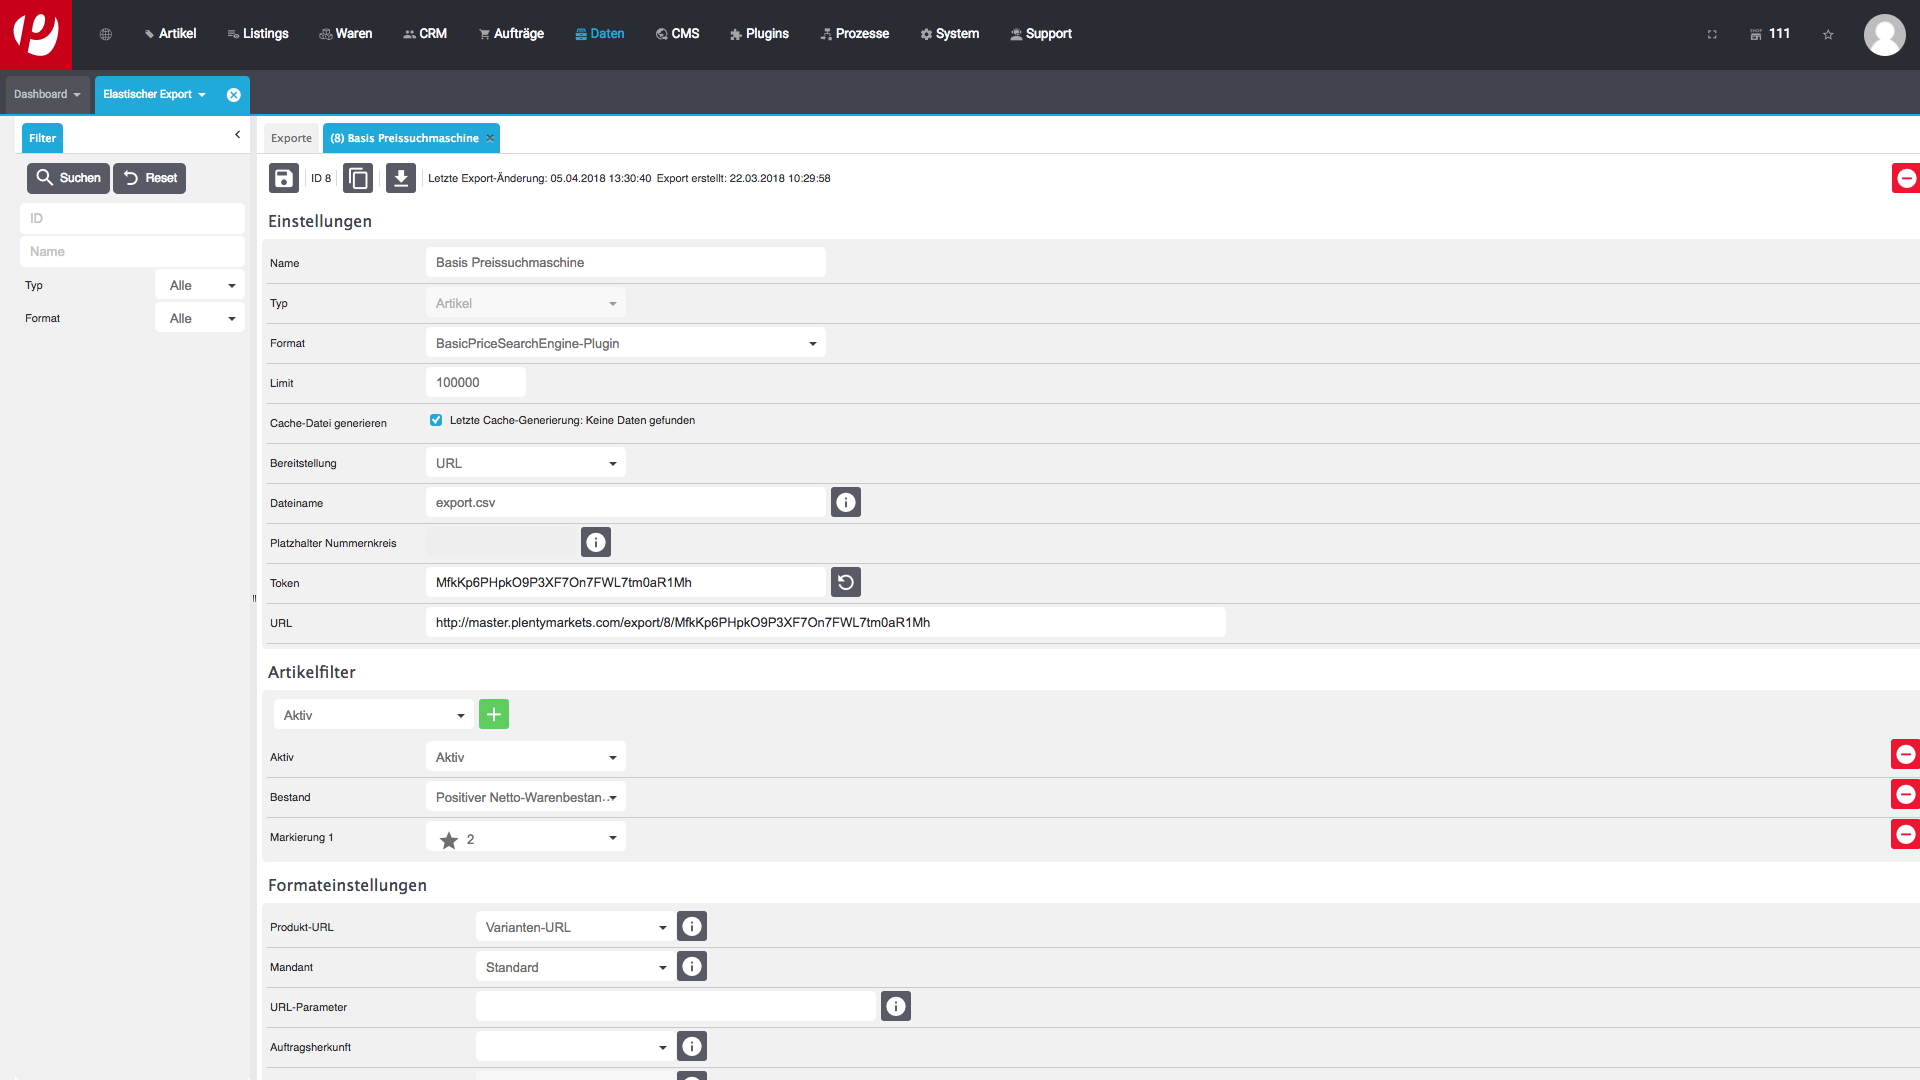 Artikel Listings Waren CRM Aufträge Daten CMS Plugins Prozesse System Support 111
Dashboard Elastischer Export
Filter
Suchen Reset
ID
Name
Typ Alle
Format Alle
Exporte (8) Basis Preissuchmaschine
ID 8 Letzte Export-Änderung: 05.04.2018 13:30:40 Export erstellt: 22.03.2018 10:29:58
Einstellungen
Name Basis Preissuchmaschine
Typ Artikel
Format BasicPriceSearchEngine-Plugin
Limit 100000
Cache-Datei generieren Letzte Cache-Generierung: Keine Daten gefunden
Bereitstellung URL
Dateiname export.csv
Platzhalter Nummernkreis
Token MfkKp6PHpkO9P3XF7On7FWL7tm0aR1Mh
URL http://master.plentymarkets.com/export/8/MfkKp6PHpkO9P3XF7On7FWL7tm0aR1Mh
Artikelfilter
Aktiv
Aktiv Aktiv
Bestand Positiver Netto-Warenbestan...
Markierung 1 2
Formateinstellungen
Produkt-URL Varianten-URL
Mandant Standard
URL-Parameter
Auftragsherkunft